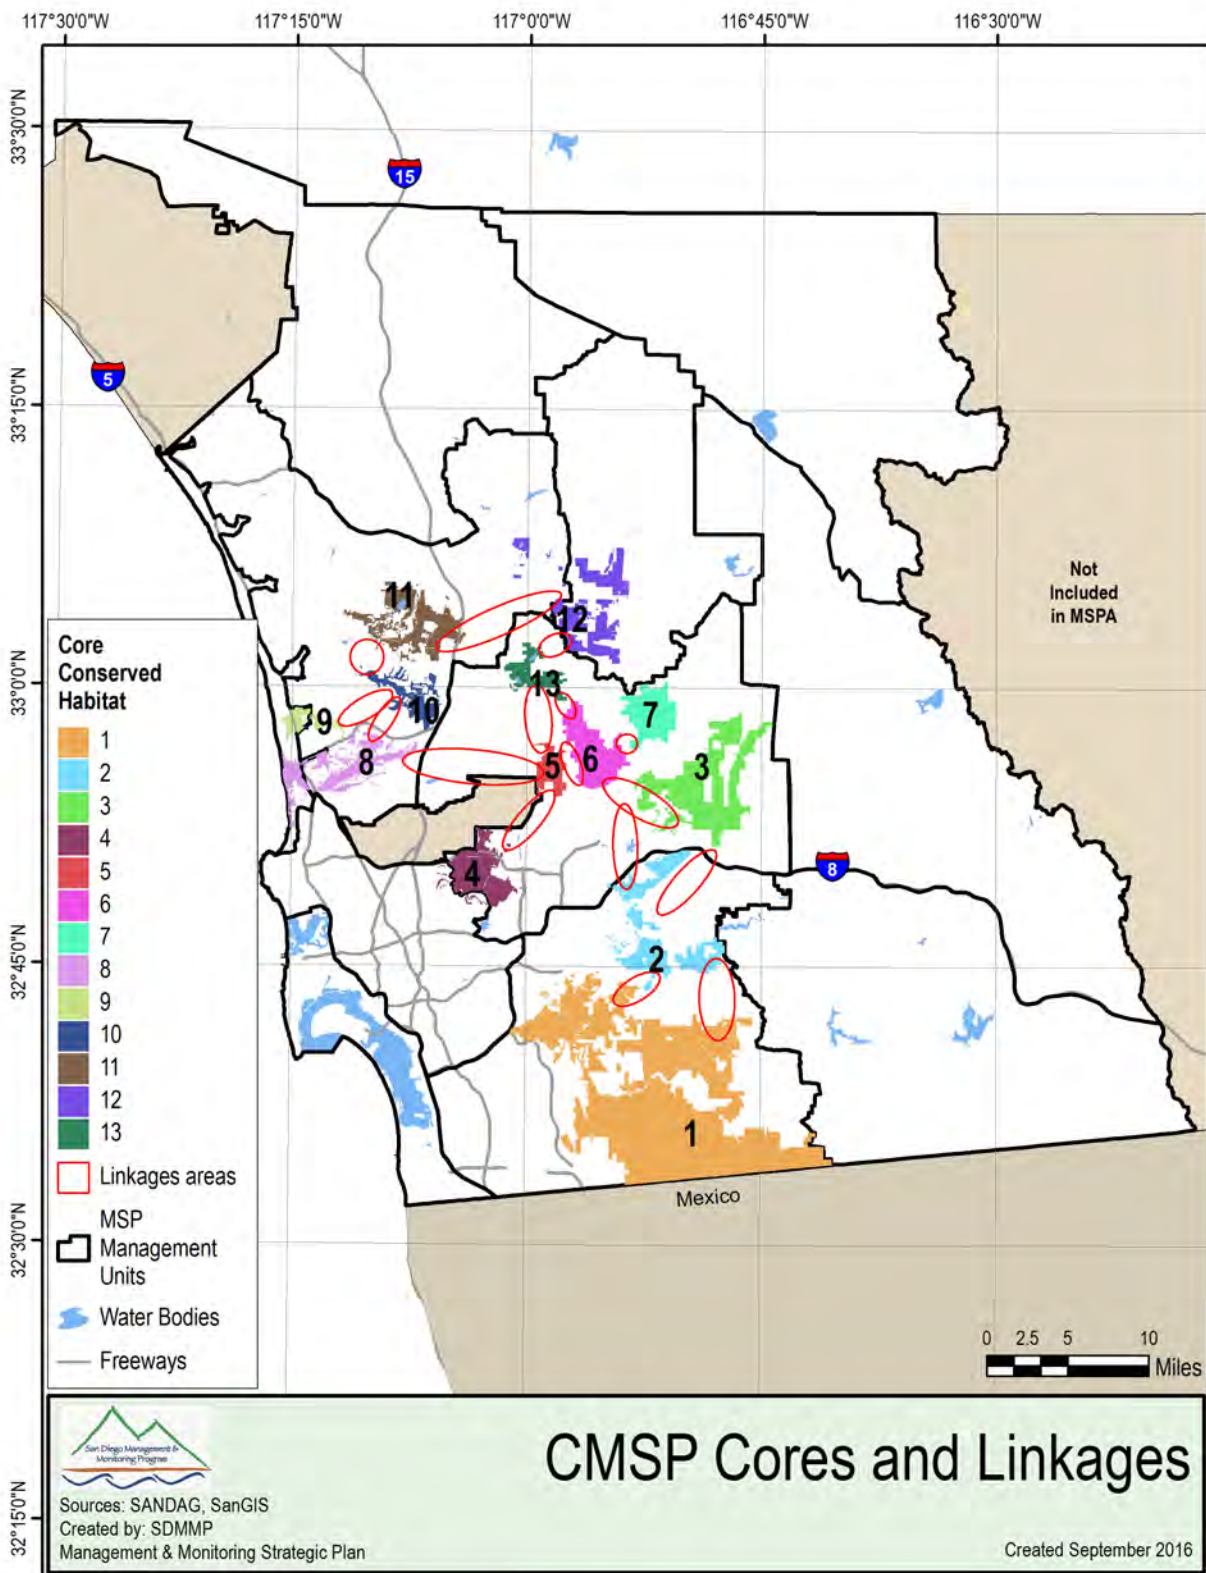 117°30'0"W 117°15'0"W 117°0'0"W 116°45'0"W 116°30'0"W
33°30'0"N
15
5
33°15'0"N
Not
Included
in MSPA
11
12
33°0'0"N
13
10
9
7
8
5
6
3
4
8
32°45'0"N
2
1
Mexico
32°30'0"N
32°15'0"N
Core
Conserved
Habitat
1
2
3
4
5
6
7
8
9
10
11
12
13
Linkages areas
MSP
Management
Units
Water Bodies
Freeways
0 2.5 5 10
Miles
San Diego Management &
Monitoring Program
CMSP Cores and Linkages
Sources: SANDAG, SanGIS
Created by: SDMMP
Management & Monitoring Strategic Plan
Created September 2016